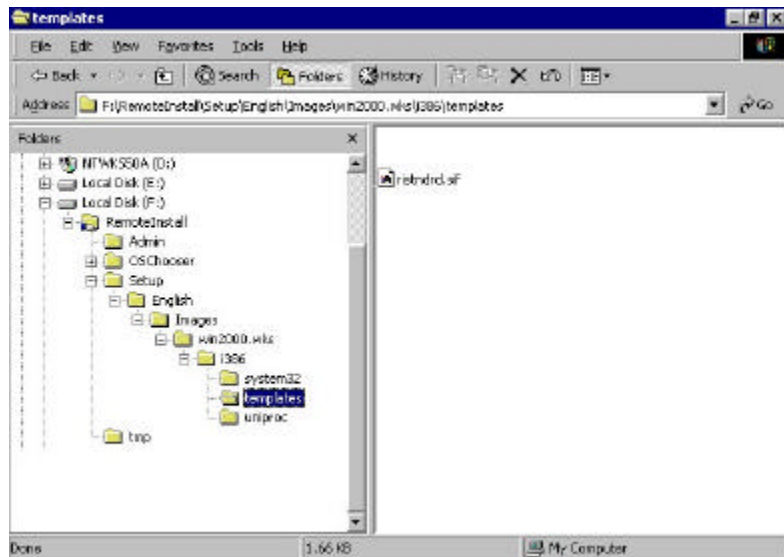 templates
File Edit View Favorites Tools Help
Back Search Folders History
Address F:\RemoteInstall\Setup\English\Images\win2000.wks\i386\templates Go
Folders
NTWKS50A (D:)
Local Disk (E:)
Local Disk (F:)
RemoteInstall
Admin
OSChooser
Setup
English
Images
win2000.wks
i386
system32
templates
uniproc
tmp
ristndrd.sif
Done 1.66 KB My Computer